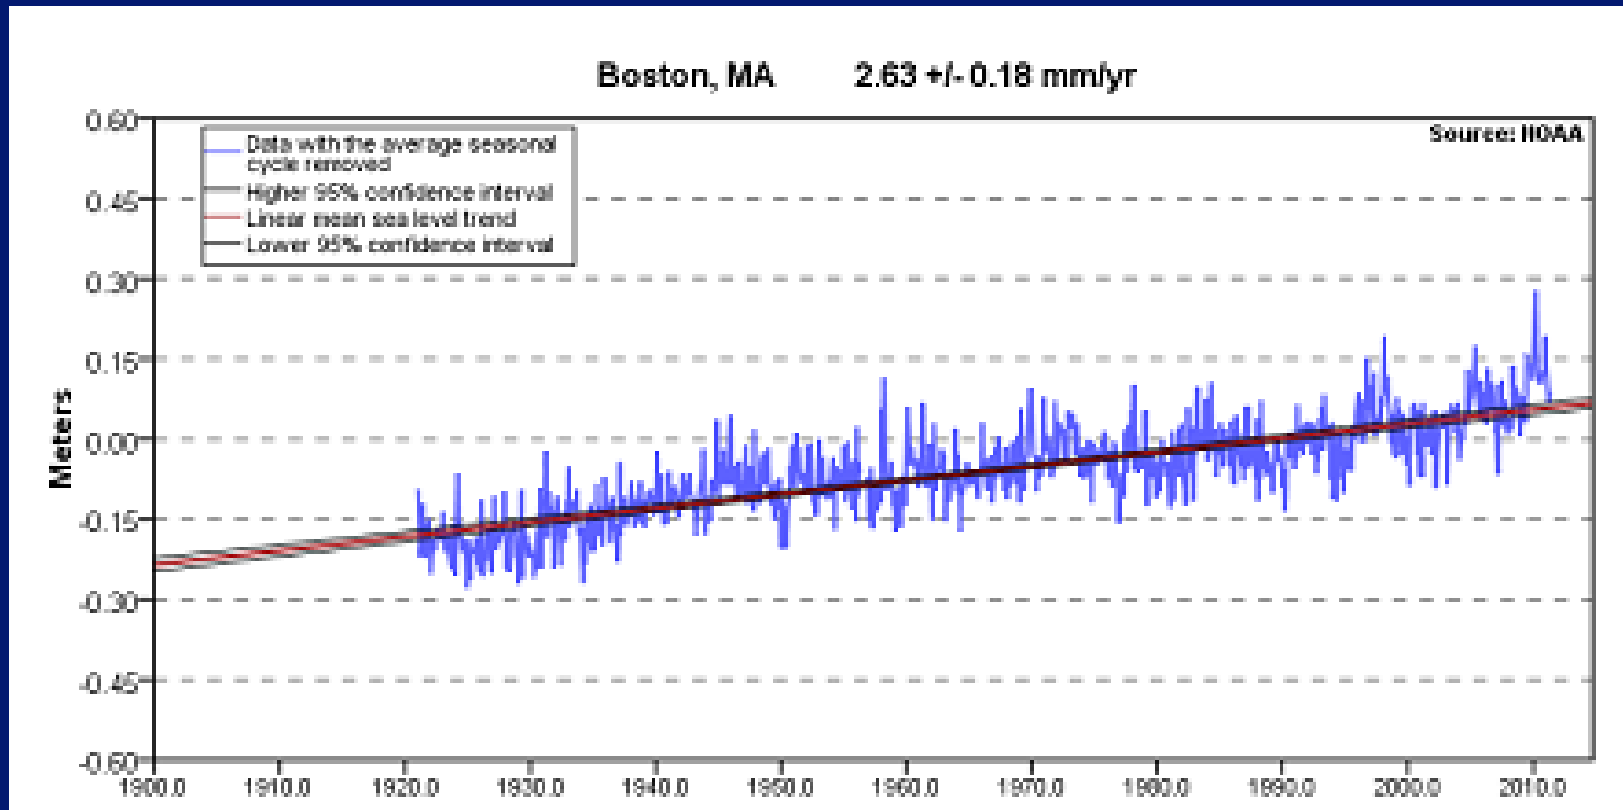 Boston, MA 2.63 +/- 0.18 mm/yr
Source: NOAA
Data with the average seasonal
cycle removed
Higher 95% confidence interval
Linear mean sea level trend
Lower 95% confidence interval
Meters
0.60
0.45
0.30
0.15
0.00
-0.15
-0.30
-0.45
-0.60
1900.0 1910.0 1920.0 1930.0 1940.0 1950.0 1960.0 1970.0 1980.0 1990.0 2000.0 2010.0